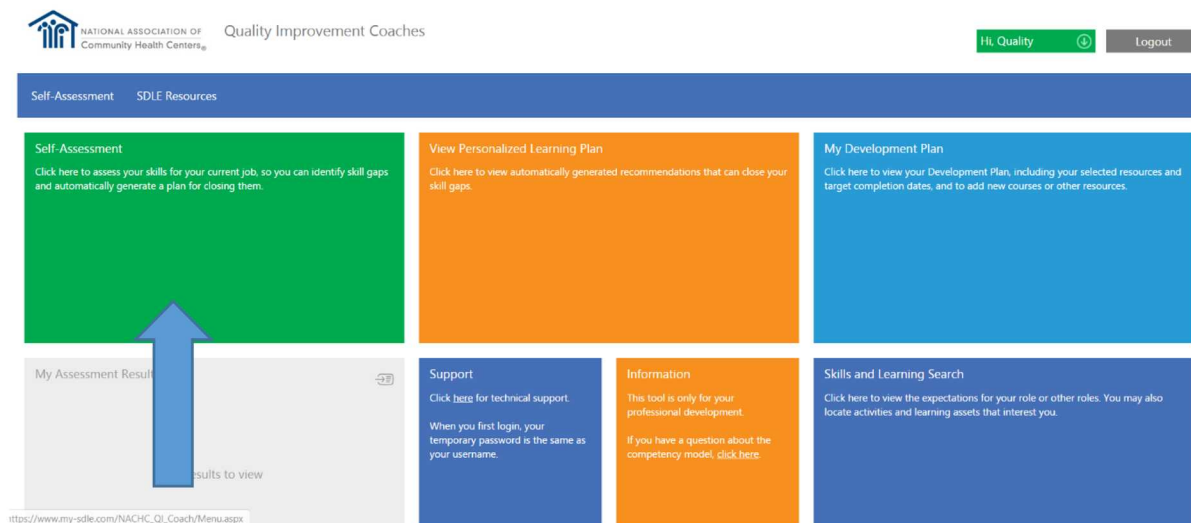 NATIONAL ASSOCIATION OF
Community Health Centers®
Quality Improvement Coaches
Hi, Quality
Logout
Self-Assessment SDLE Resources
Self-Assessment
Click here to assess your skills for your current job, so you can identify skill gaps
and automatically generate a plan for closing them.
View Personalized Learning Plan
Click here to view automatically generated recommendations that can close your
skill gaps.
My Development Plan
Click here to view your Development Plan, including your selected resources and
target completion dates, and to add new courses or other resources.
My Assessment
to view
Support
Click here for technical support.
When you first login, your
temporary password is the same as
your username.
Information
This tool is only for your
professional development.
If you have a question about the
competency model, click here.
Skills and Learning Search
Click here to view the expectations for your role or other roles. You may also
locate activities and learning assets that interest you.
https://www.my-sdle.com/NACHC_QI_Coach/Menu.aspx